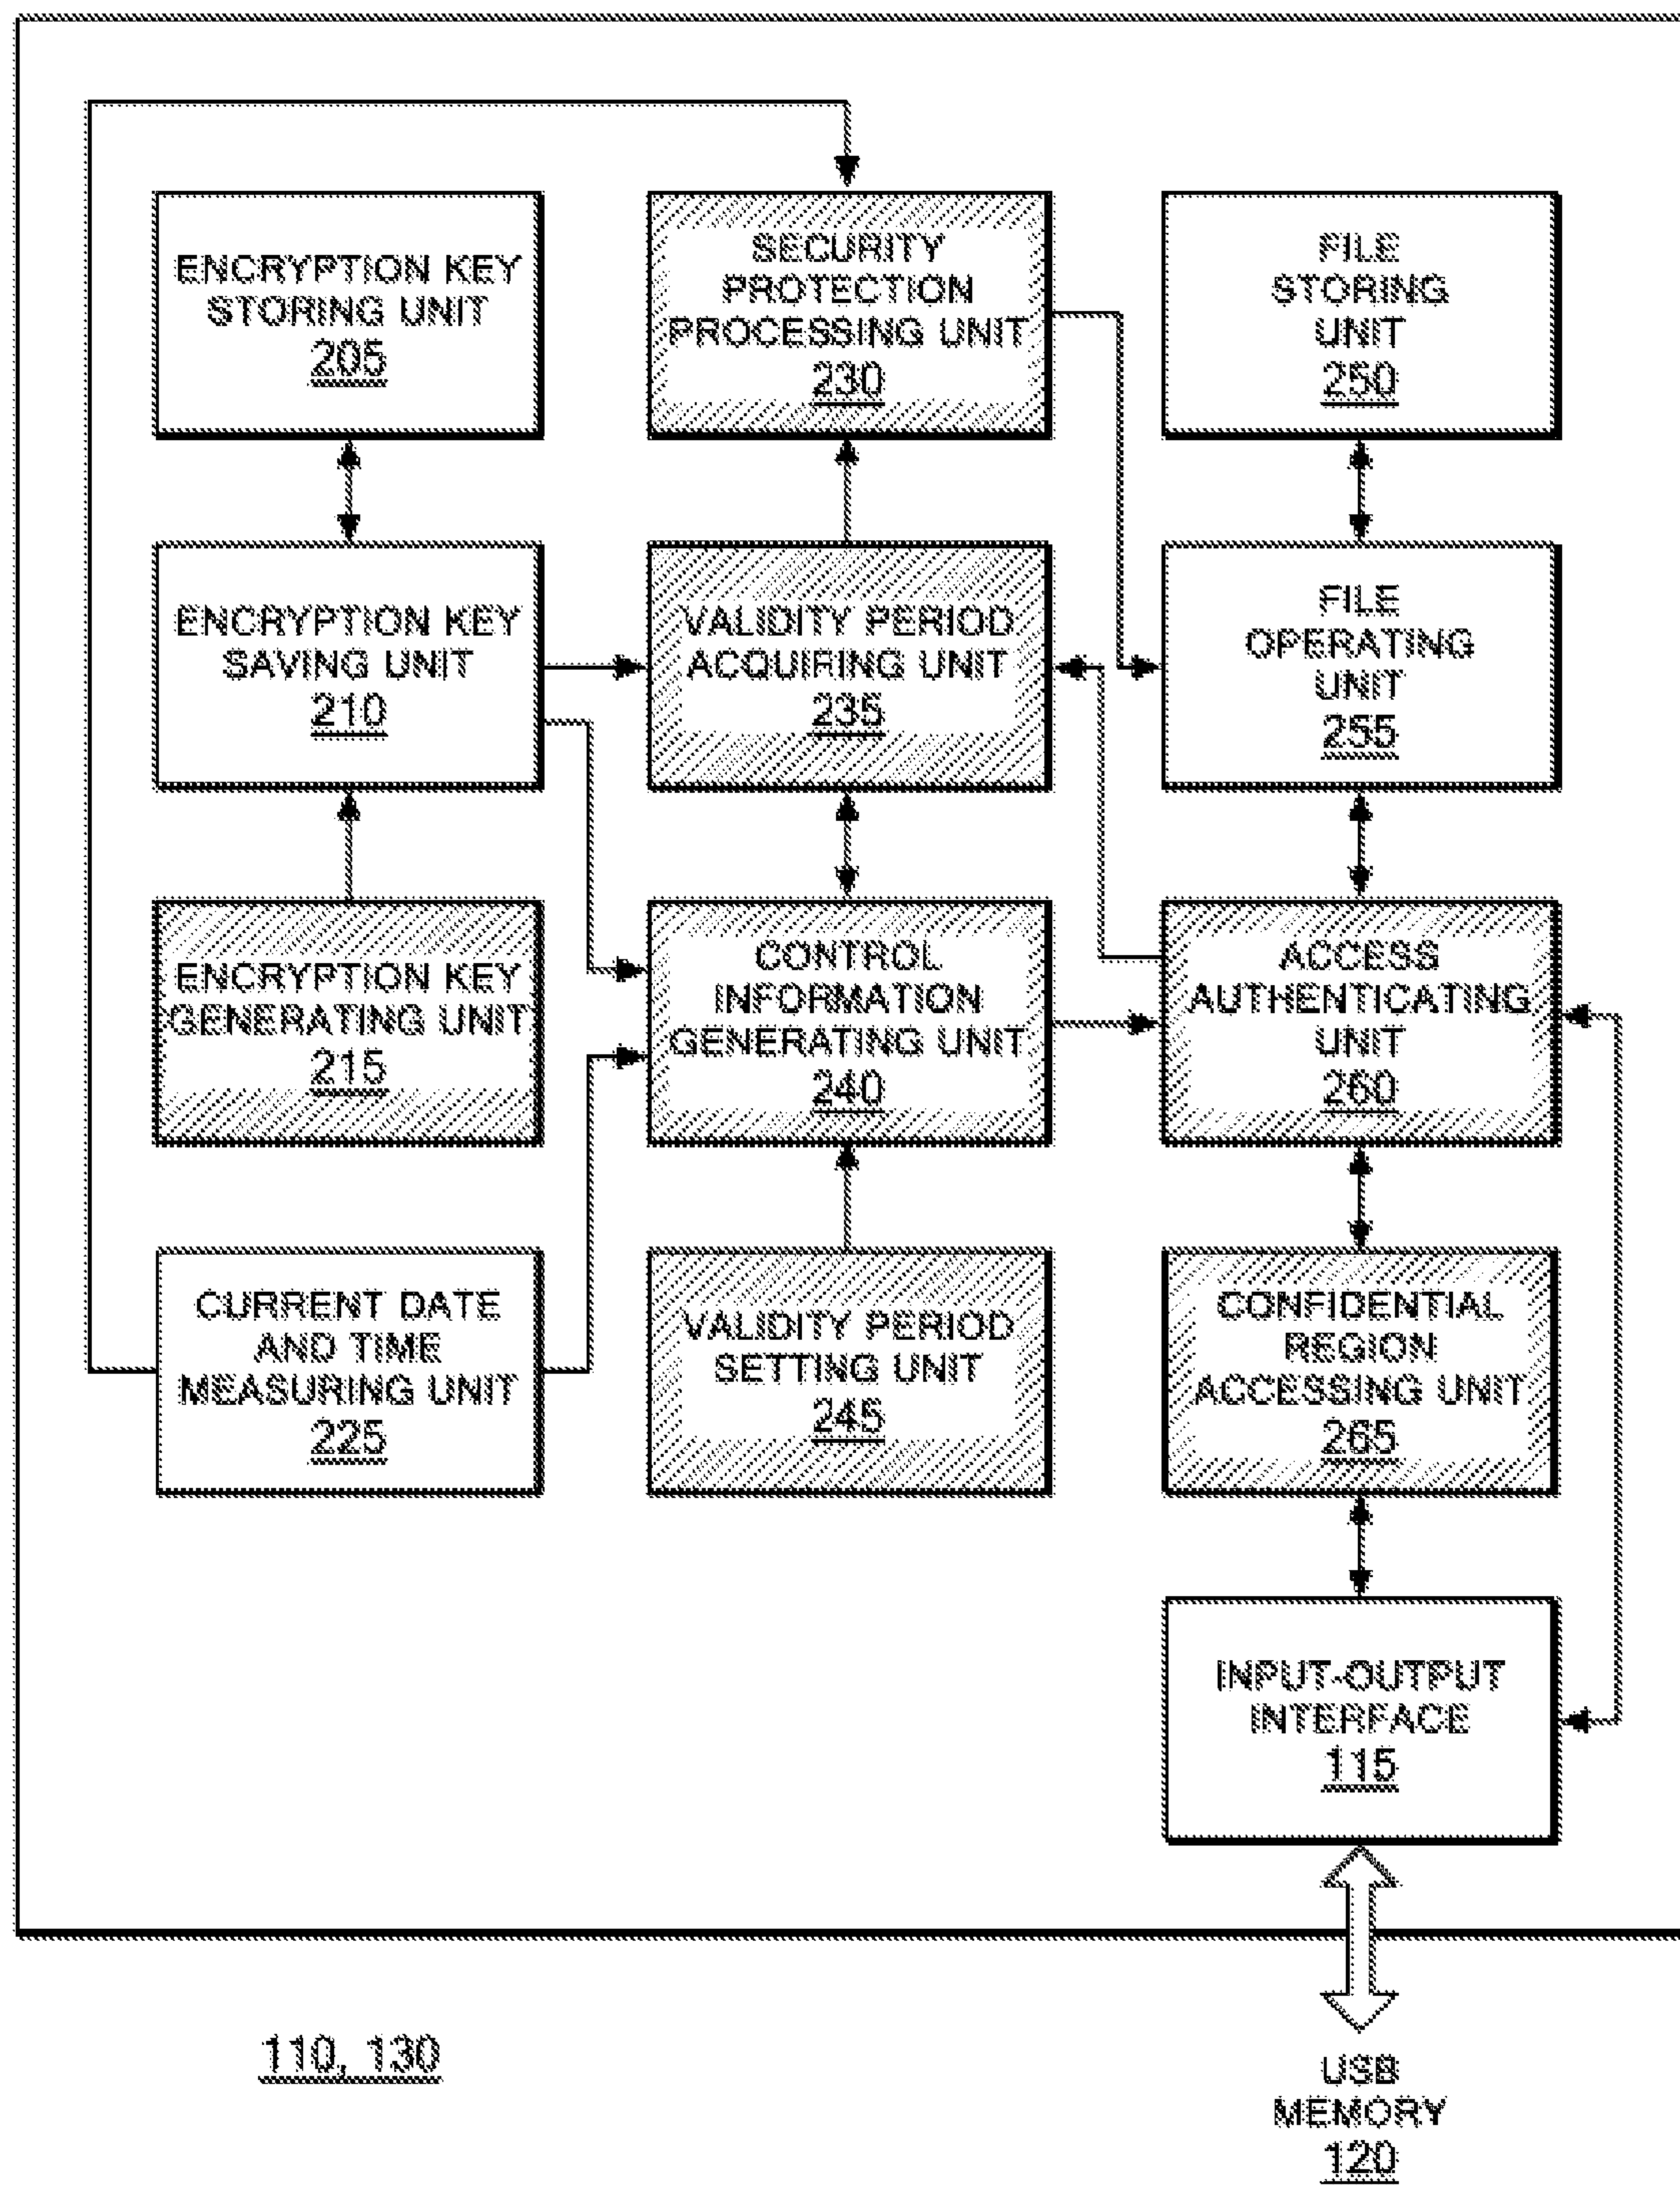 ENCRYPTION KEY
STORING UNIT
205
SECURITY
PROTECTION
PROCESSING UNIT
230
FILE
STORING
UNIT
250
ENCRYPTION KEY
SAVING UNIT
210
VALIDITY PERIOD
ACQUIRING UNIT
235
FILE
OPERATING
UNIT
255
ENCRYPTION KEY
GENERATING UNIT
215
CONTROL
INFORMATION
GENERATING UNIT
240
ACCESS
AUTHENTICATING
UNIT
260
CURRENT DATE
AND TIME
MEASURING UNIT
225
VALIDITY PERIOD
SETTING UNIT
245
CONFIDENTIAL
REGION
ACCESSING UNIT
265
INPUT-OUTPUT
INTERFACE
115
110, 130
USB
MEMORY
120